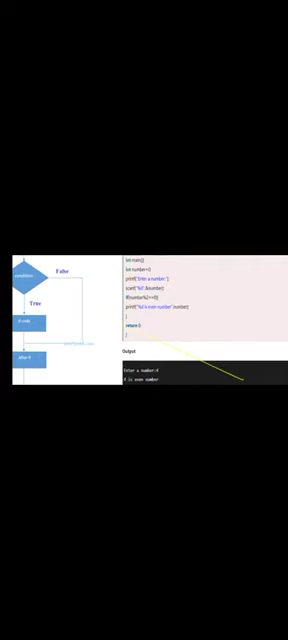 False
condition
True
if code
after if
int main(){
int number=0;
printf("Enter a number:");
scanf("%d",&number);
if(number%2==0){
printf("%d is even number",number);
}
return 0;
}
Output
Enter a number:4
4 is even number